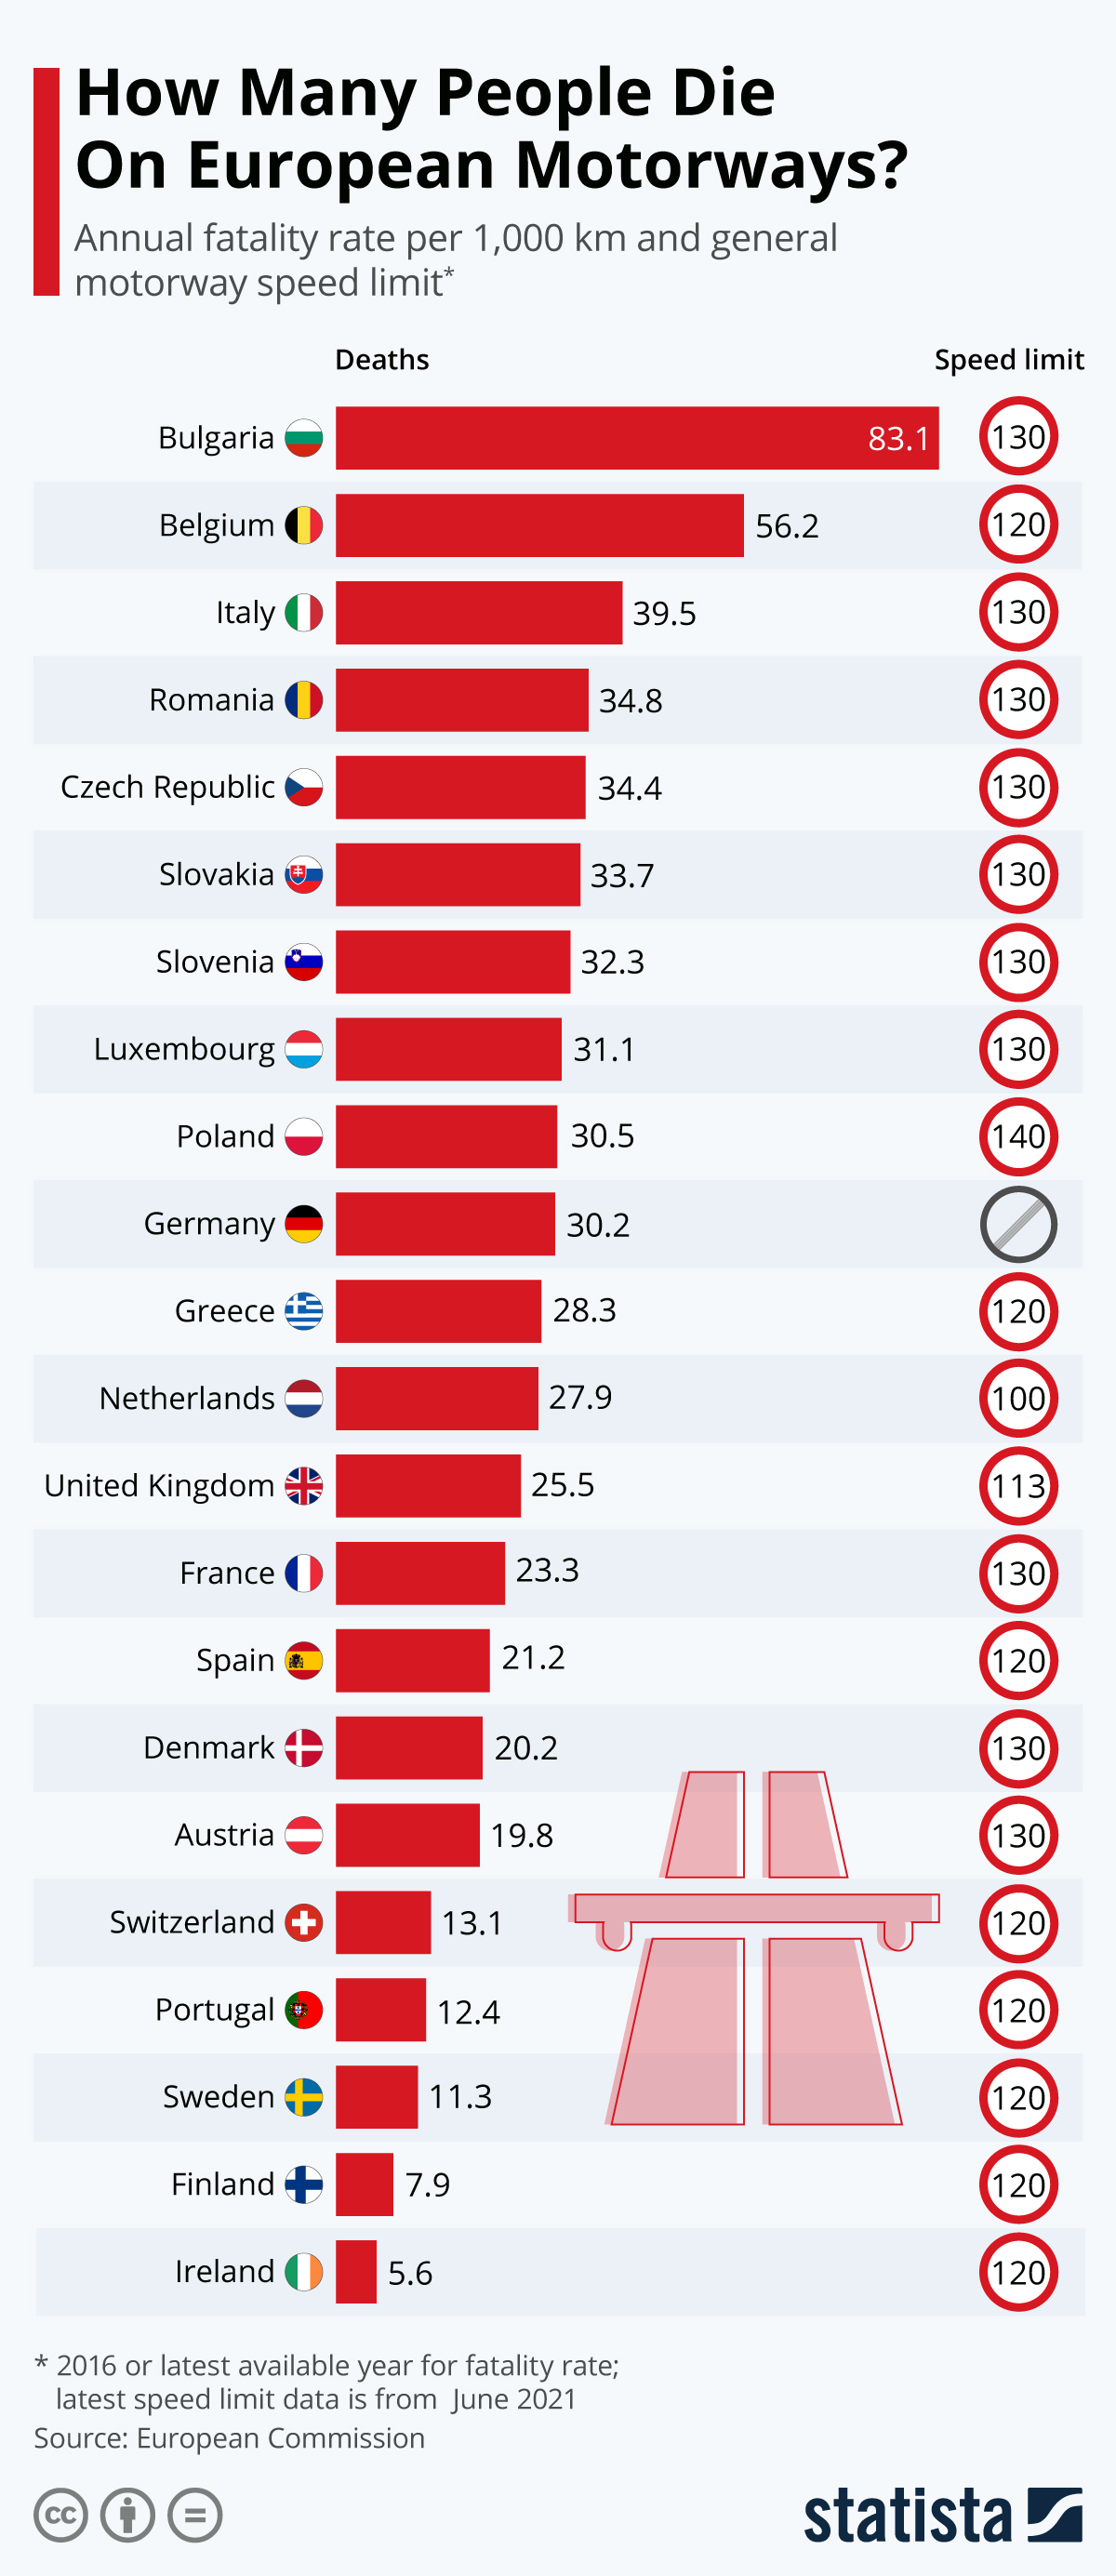 How Many People Die
On European Motorways?
Annual fatality rate per 1,000 km and general
motorway speed limit*
Deaths Speed limit
Bulgaria 83.1 130
Belgium 56.2 120
Italy 39.5 130
Romania 34.8 130
Czech Republic 34.4 130
Slovakia 33.7 130
Slovenia 32.3 130
Luxembourg 31.1 130
Poland 30.5 140
Germany 30.2
Greece 28.3 120
Netherlands 27.9 100
United Kingdom 25.5 113
France 23.3 130
Spain 21.2 120
Denmark 20.2 130
Austria 19.8 130
Switzerland 13.1 120
Portugal 12.4 120
Sweden 11.3 120
Finland 7.9 120
Ireland 5.6 120
* 2016 or latest available year for fatality rate;
latest speed limit data is from June 2021
Source: European Commission
cc statista